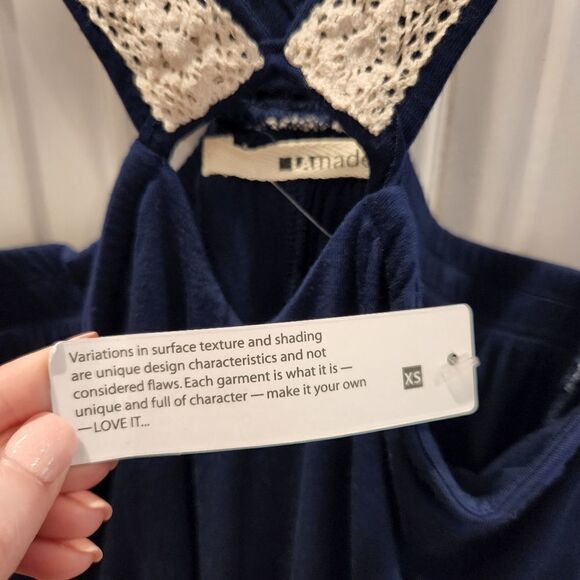 LAmade
Variations in surface texture and shading
are unique design characteristics and not
considered flaws. Each garment is what it is —
unique and full of character — make it your own
—LOVE IT...
XS